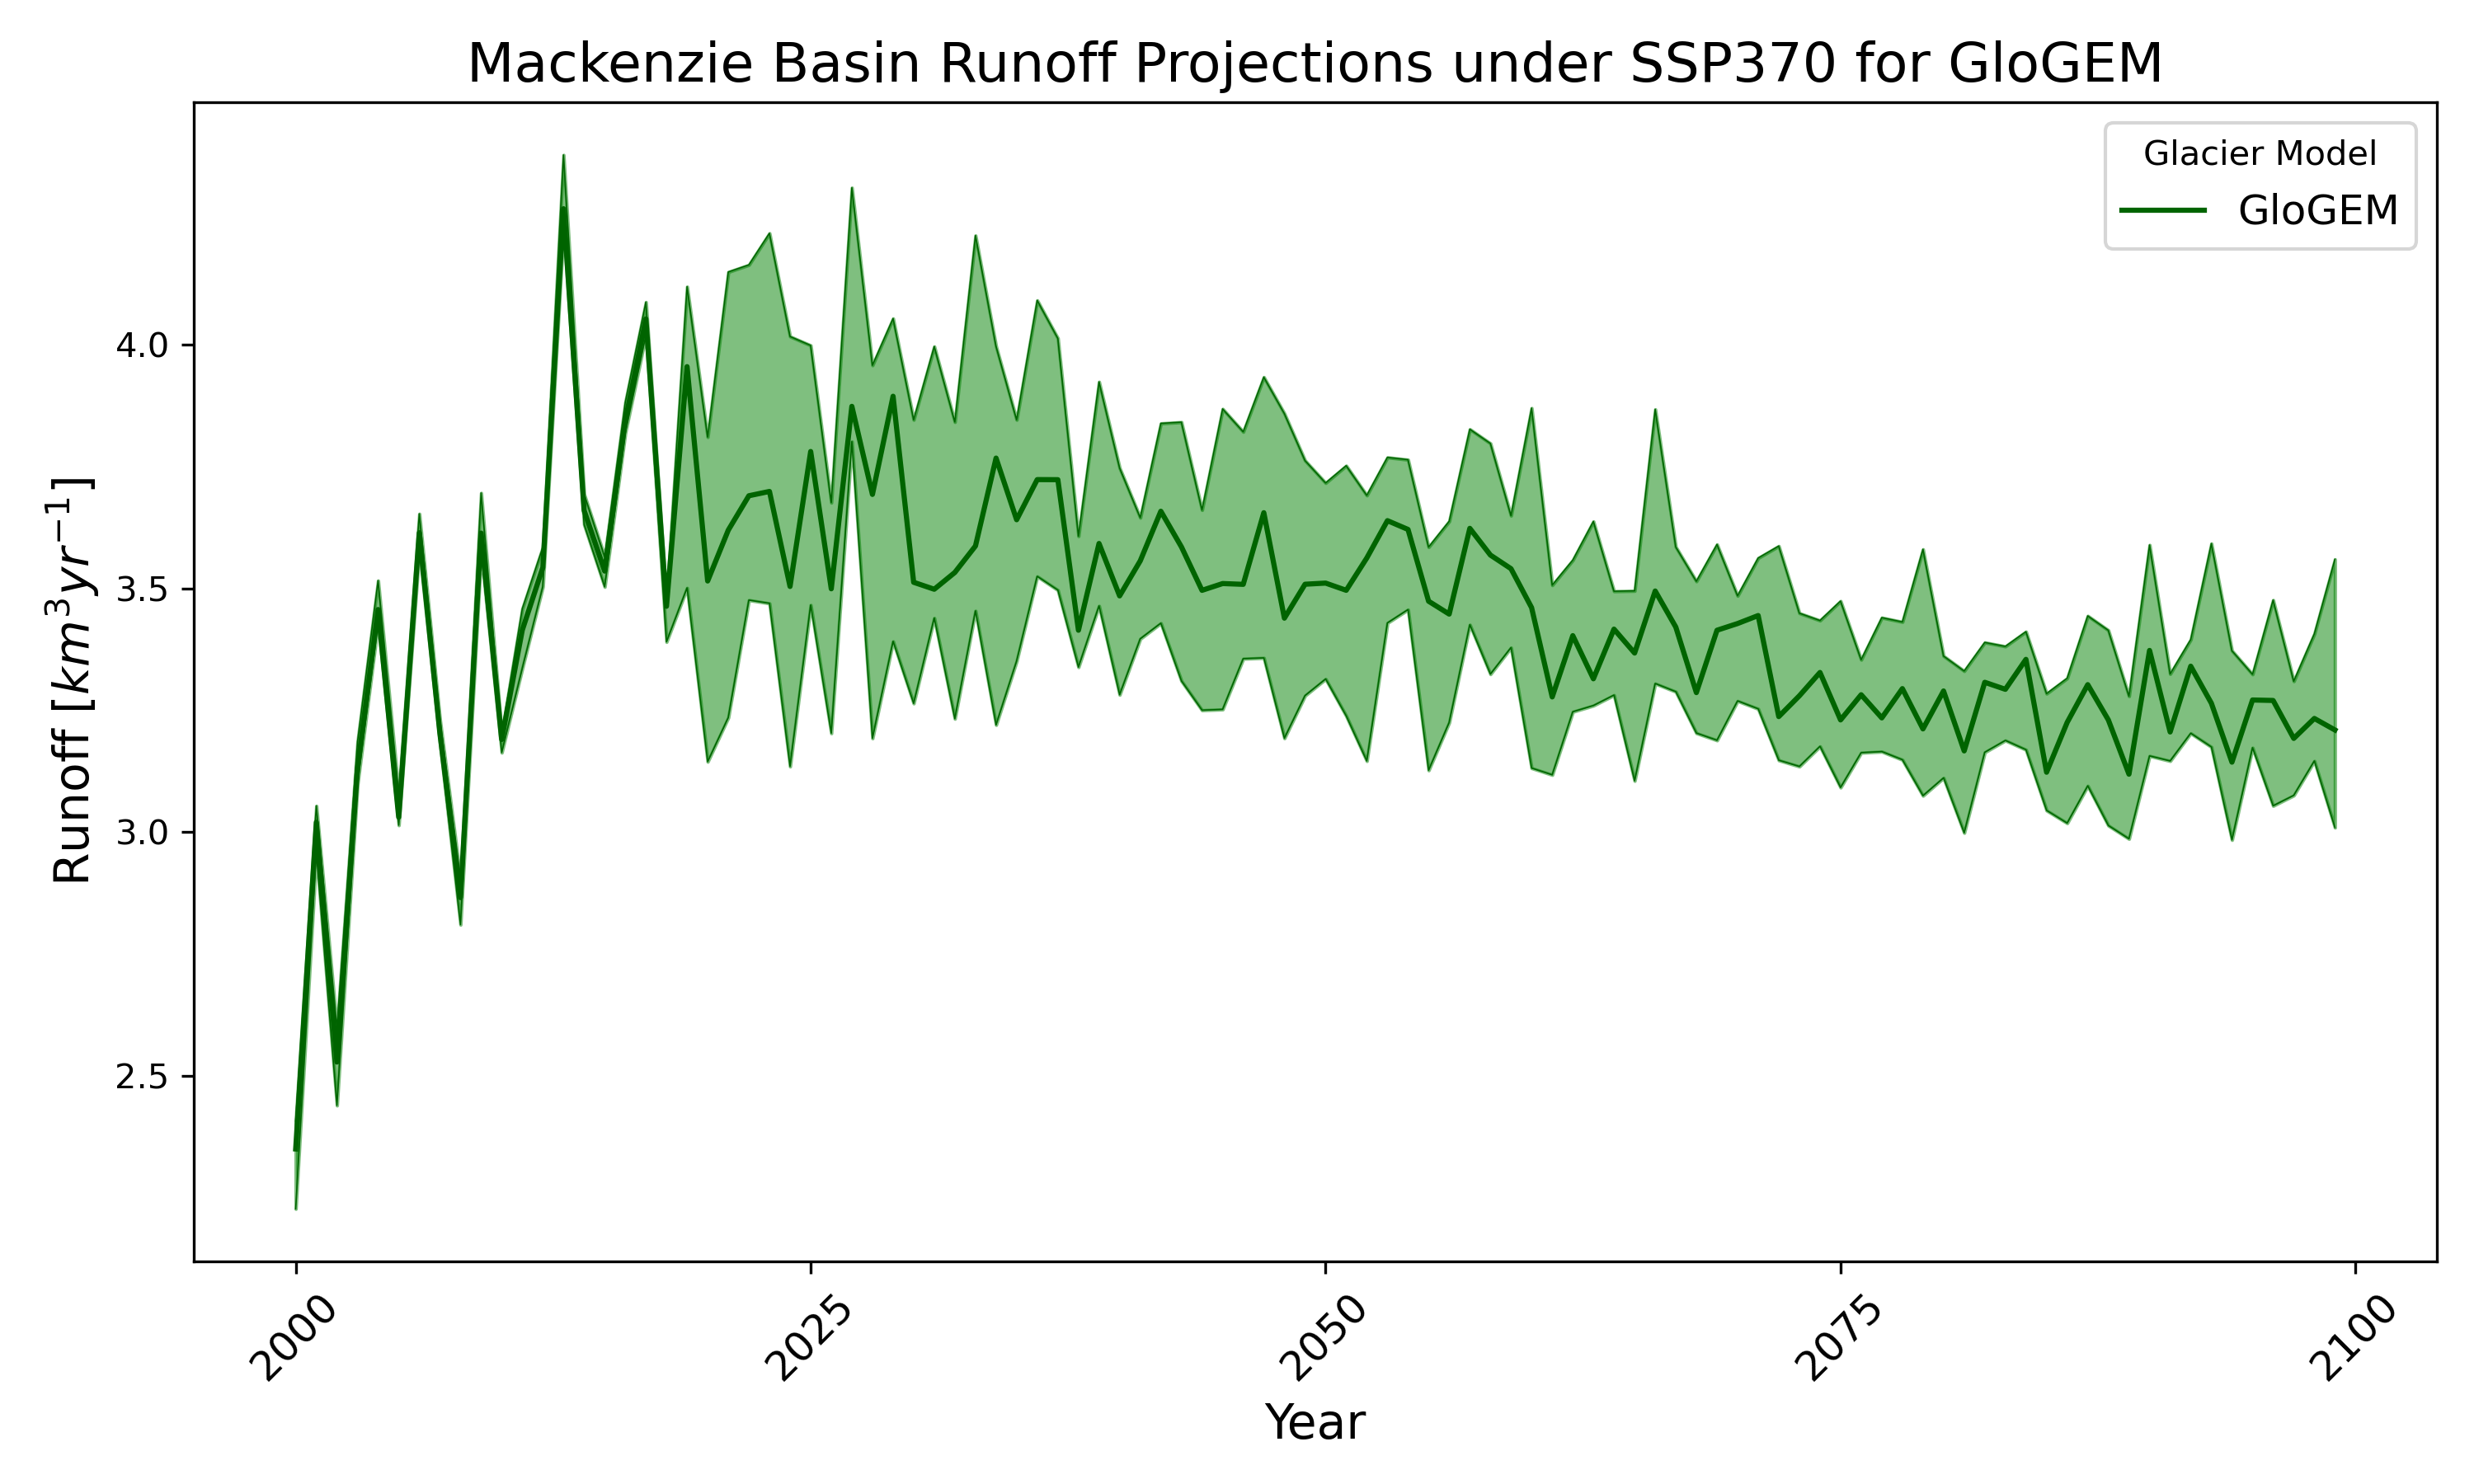 Mackenzie Basin Runoff Projections under SSP370 for GloGEM
Glacier Model
GloGEM
Runoff [km³yr⁻¹]
4.0
3.5
3.0
2.5
2000
2025
2050
2075
2100
Year